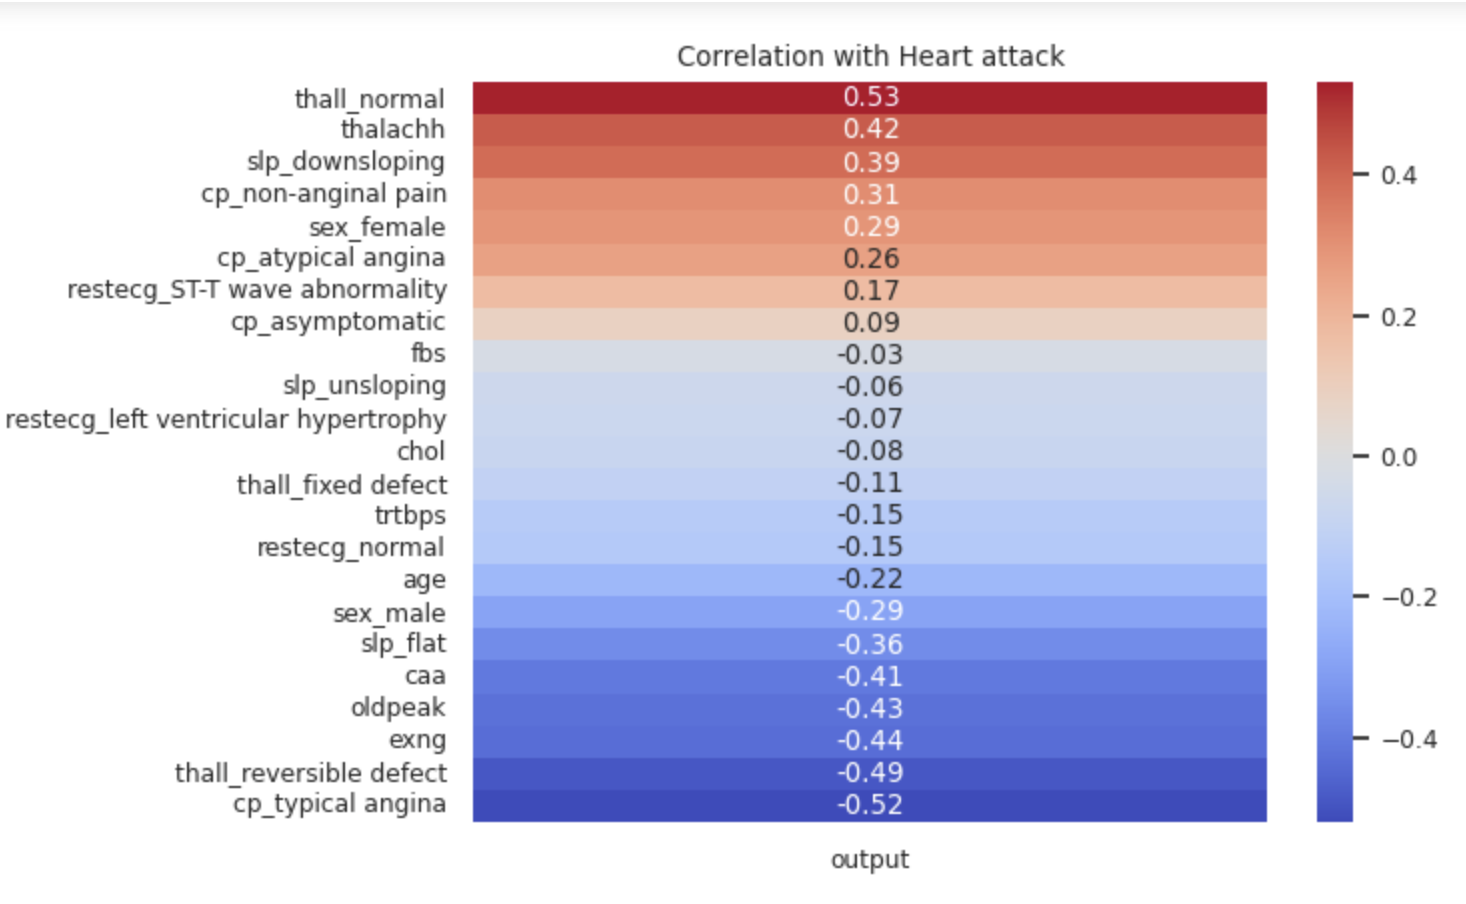 Correlation with Heart attack
thall_normal 0.53
thalachh 0.42
slp_downsloping 0.39
cp_non-anginal pain 0.31
sex_female 0.29
cp_atypical angina 0.26
restecg_ST-T wave abnormality 0.17
cp_asymptomatic 0.09
fbs -0.03
slp_unsloping -0.06
restecg_left ventricular hypertrophy -0.07
chol -0.08
thall_fixed defect -0.11
trtbps -0.15
restecg_normal -0.15
age -0.22
sex_male -0.29
slp_flat -0.36
caa -0.41
oldpeak -0.43
exng -0.44
thall_reversible defect -0.49
cp_typical angina -0.52
output
0.4
0.2
0.0
−0.2
−0.4